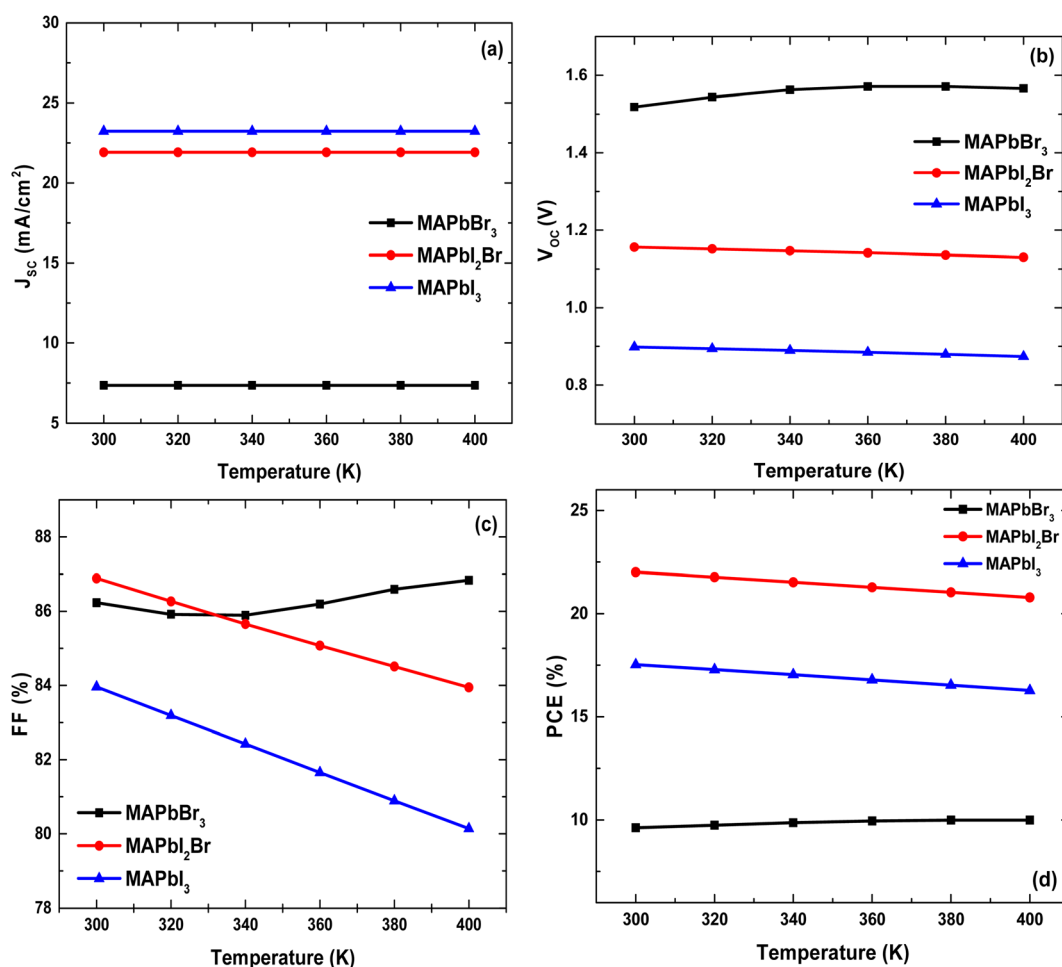 (a)
30
25
20
15
10
5
J_SC (mA/cm²)
MAPbBr₃
MAPbI₂Br
MAPbI₃
300 320 340 360 380 400
Temperature (K)
(b)
1.6
1.4
1.2
1.0
0.8
V_OC (V)
MAPbBr₃
MAPbI₂Br
MAPbI₃
300 320 340 360 380 400
Temperature (K)
(c)
88
86
84
82
80
78
FF (%)
MAPbBr₃
MAPbI₂Br
MAPbI₃
300 320 340 360 380 400
Temperature (K)
25
20
15
10
PCE (%)
MAPbBr₃
MAPbI₂Br
MAPbI₃
(d)
300 320 340 360 380 400
Temperature (K)